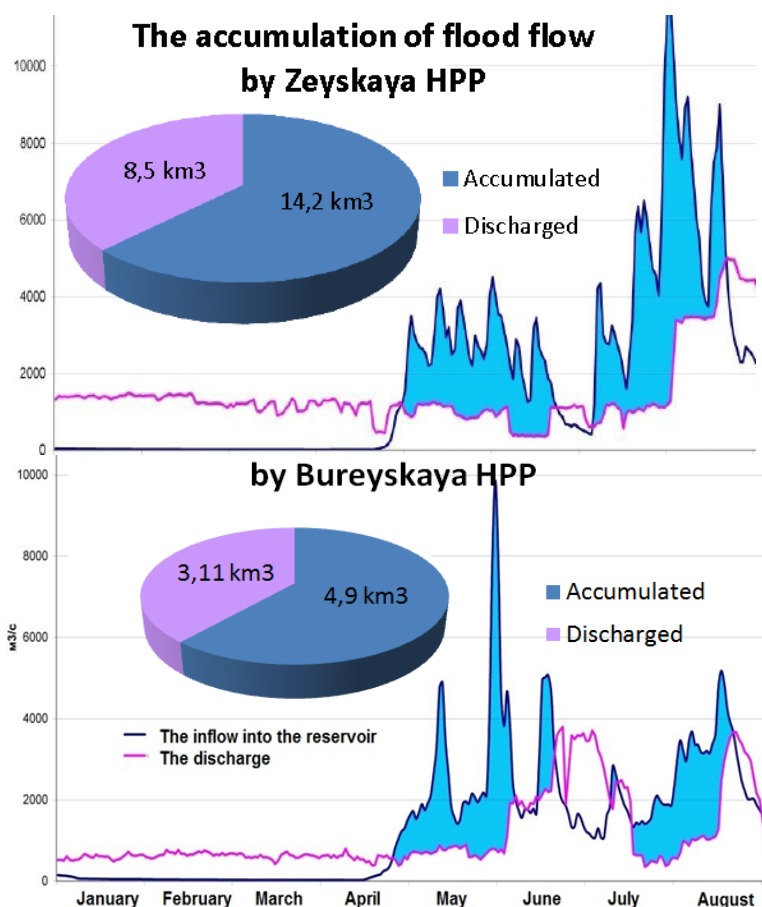 The accumulation of flood flow
by Zeyskaya HPP
10000
8000
6000
4000
2000
0
8,5 km3
14,2 km3
Accumulated
Discharged
by Bureyskaya HPP
10000
8000
6000
4000
2000
0
м3/с
3,11 km3
4,9 km3
Accumulated
Discharged
The inflow into the reservoir
The discharge
January February March April May June July August